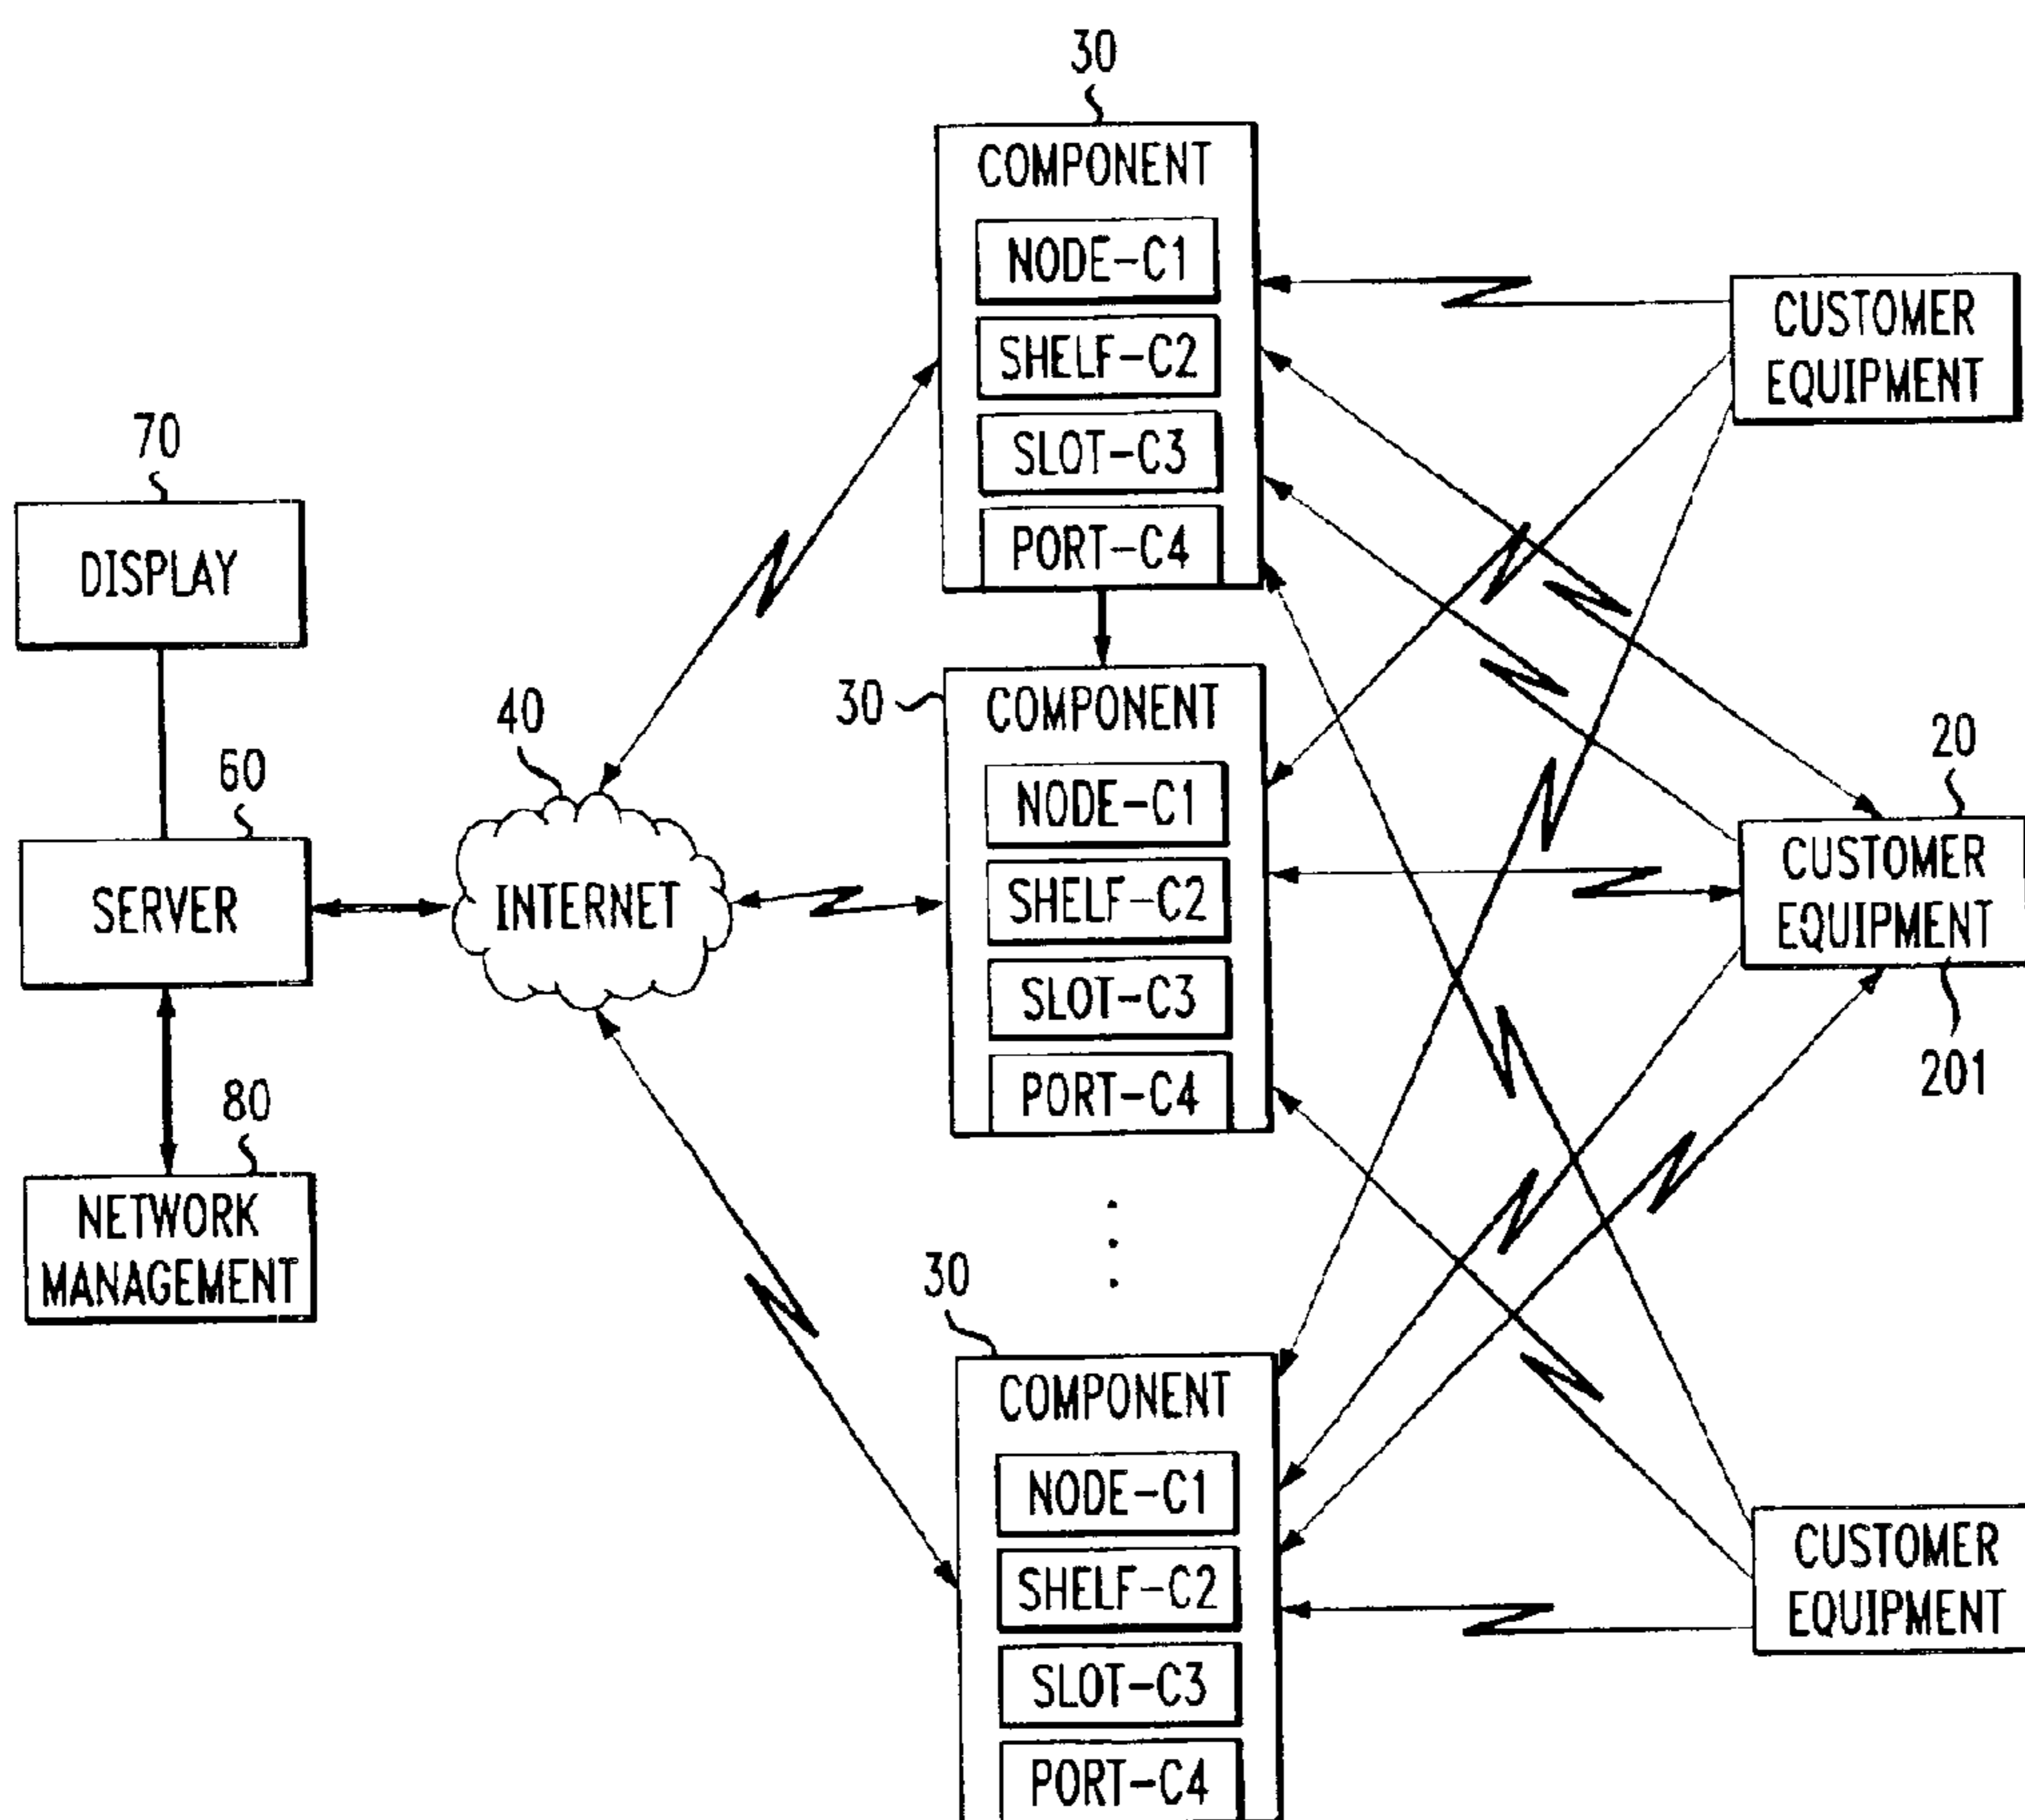 30
COMPONENT
NODE-C1
SHELF-C2
SLOT-C3
PORT-C4
CUSTOMER
EQUIPMENT
70
DISPLAY
60
SERVER
80
NETWORK
MANAGEMENT
40
INTERNET
30
COMPONENT
NODE-C1
SHELF-C2
SLOT-C3
PORT-C4
20
CUSTOMER
EQUIPMENT
201
30
COMPONENT
NODE-C1
SHELF-C2
SLOT-C3
PORT-C4
CUSTOMER
EQUIPMENT